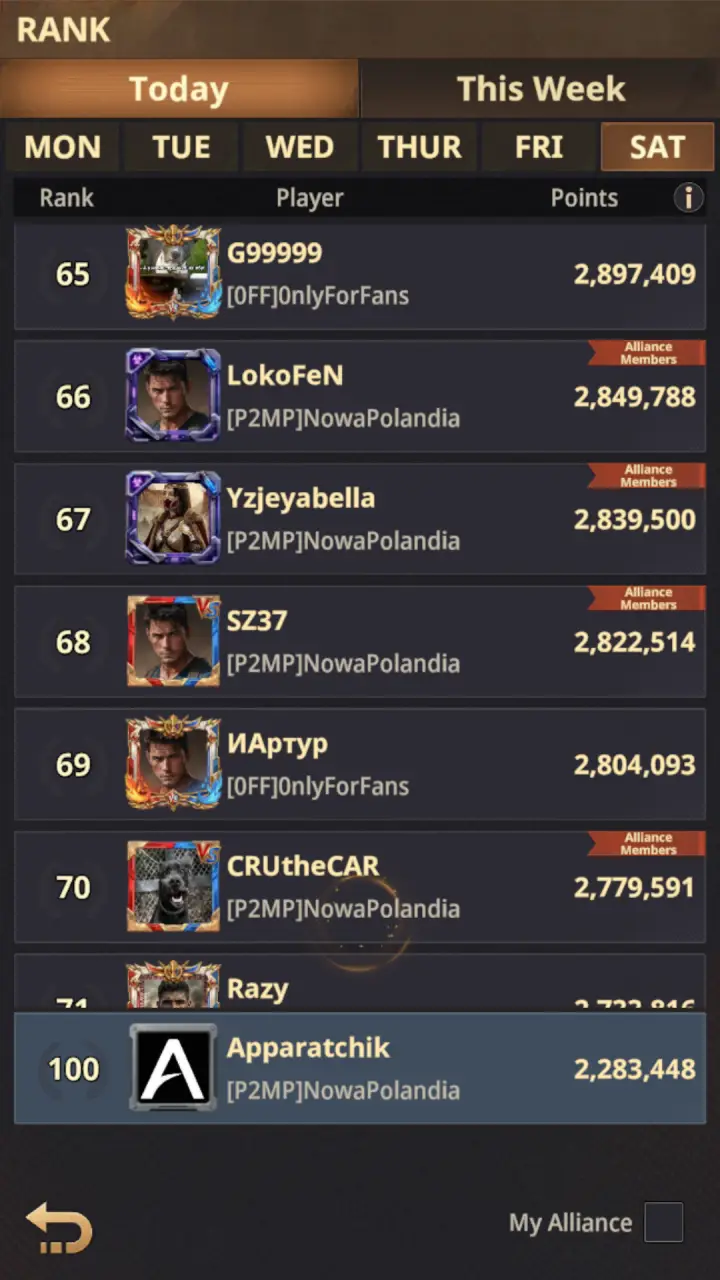 RANK
Today
This Week
MON
TUE
WED
THUR
FRI
SAT
Rank
Player
Points
65
G99999
[0FF]0nlyForFans
2,897,409
Alliance
Members
66
LokoFeN
[P2MP]NowaPolandia
2,849,788
Alliance
Members
67
Yzjeyabella
[P2MP]NowaPolandia
2,839,500
Alliance
Members
68
SZ37
[P2MP]NowaPolandia
2,822,514
69
ИАртур
[0FF]0nlyForFans
2,804,093
Alliance
Members
70
CRUtheCAR
[P2MP]NowaPolandia
2,779,591
71
Razy
100
Apparatchik
[P2MP]NowaPolandia
2,283,448
My Alliance